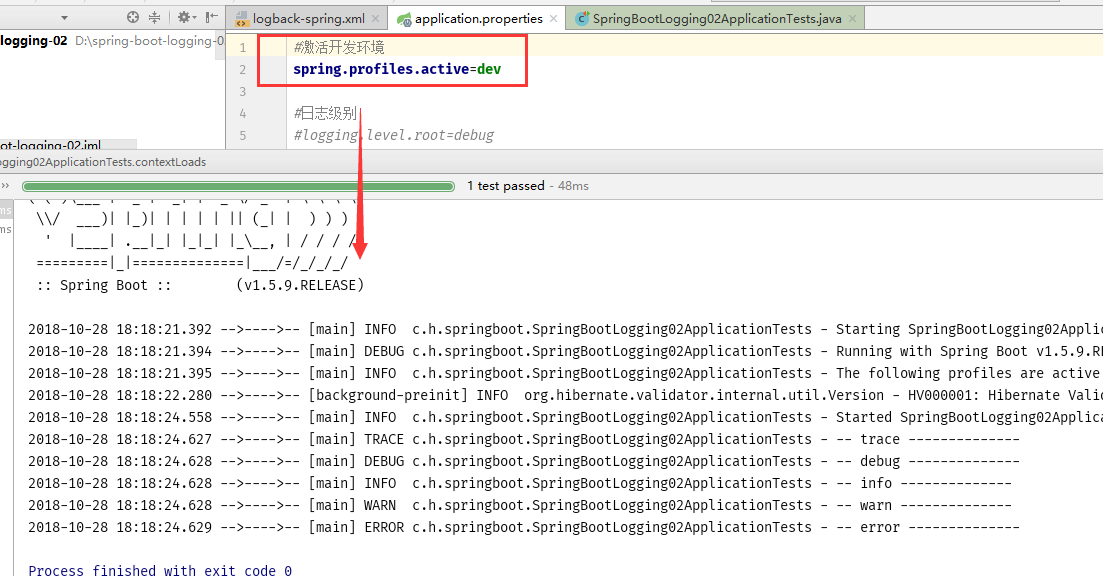 logback-spring.xml × application.properties × SpringBootLogging02ApplicationTests.java ×
logging-02 D:\spring-boot-logging-0
1 #激活开发环境
2 spring.profiles.active=dev
3
4 #日志级别
5 #logging.level.root=debug
ot-logging-02.iml
ogging02ApplicationTests.contextLoads
1 test passed - 48ms
ms
ms
\\/  ___)| |_)| | | | | || (_| |  ) ) ) )
'  |____| .__|_| |_|_| |_\__, | / / / /
=========|_|==============|___/=/_/_/_/
:: Spring Boot ::        (v1.5.9.RELEASE)
2018-10-28 18:18:21.392 -->---->-- [main] INFO  c.h.springboot.SpringBootLogging02ApplicationTests - Starting SpringBootLogging02Applic
2018-10-28 18:18:21.394 -->---->-- [main] DEBUG c.h.springboot.SpringBootLogging02ApplicationTests - Running with Spring Boot v1.5.9.RE
2018-10-28 18:18:21.395 -->---->-- [main] INFO  c.h.springboot.SpringBootLogging02ApplicationTests - The following profiles are active
2018-10-28 18:18:22.280 -->---->-- [background-preinit] INFO  org.hibernate.validator.internal.util.Version - HV000001: Hibernate Valid
2018-10-28 18:18:24.558 -->---->-- [main] INFO  c.h.springboot.SpringBootLogging02ApplicationTests - Started SpringBootLogging02Applica
2018-10-28 18:18:24.627 -->---->-- [main] TRACE c.h.springboot.SpringBootLogging02ApplicationTests - -- trace --------------
2018-10-28 18:18:24.628 -->---->-- [main] DEBUG c.h.springboot.SpringBootLogging02ApplicationTests - -- debug --------------
2018-10-28 18:18:24.628 -->---->-- [main] INFO  c.h.springboot.SpringBootLogging02ApplicationTests - -- info --------------
2018-10-28 18:18:24.628 -->---->-- [main] WARN  c.h.springboot.SpringBootLogging02ApplicationTests - -- warn --------------
2018-10-28 18:18:24.629 -->---->-- [main] ERROR c.h.springboot.SpringBootLogging02ApplicationTests - -- error --------------
Process finished with exit code 0